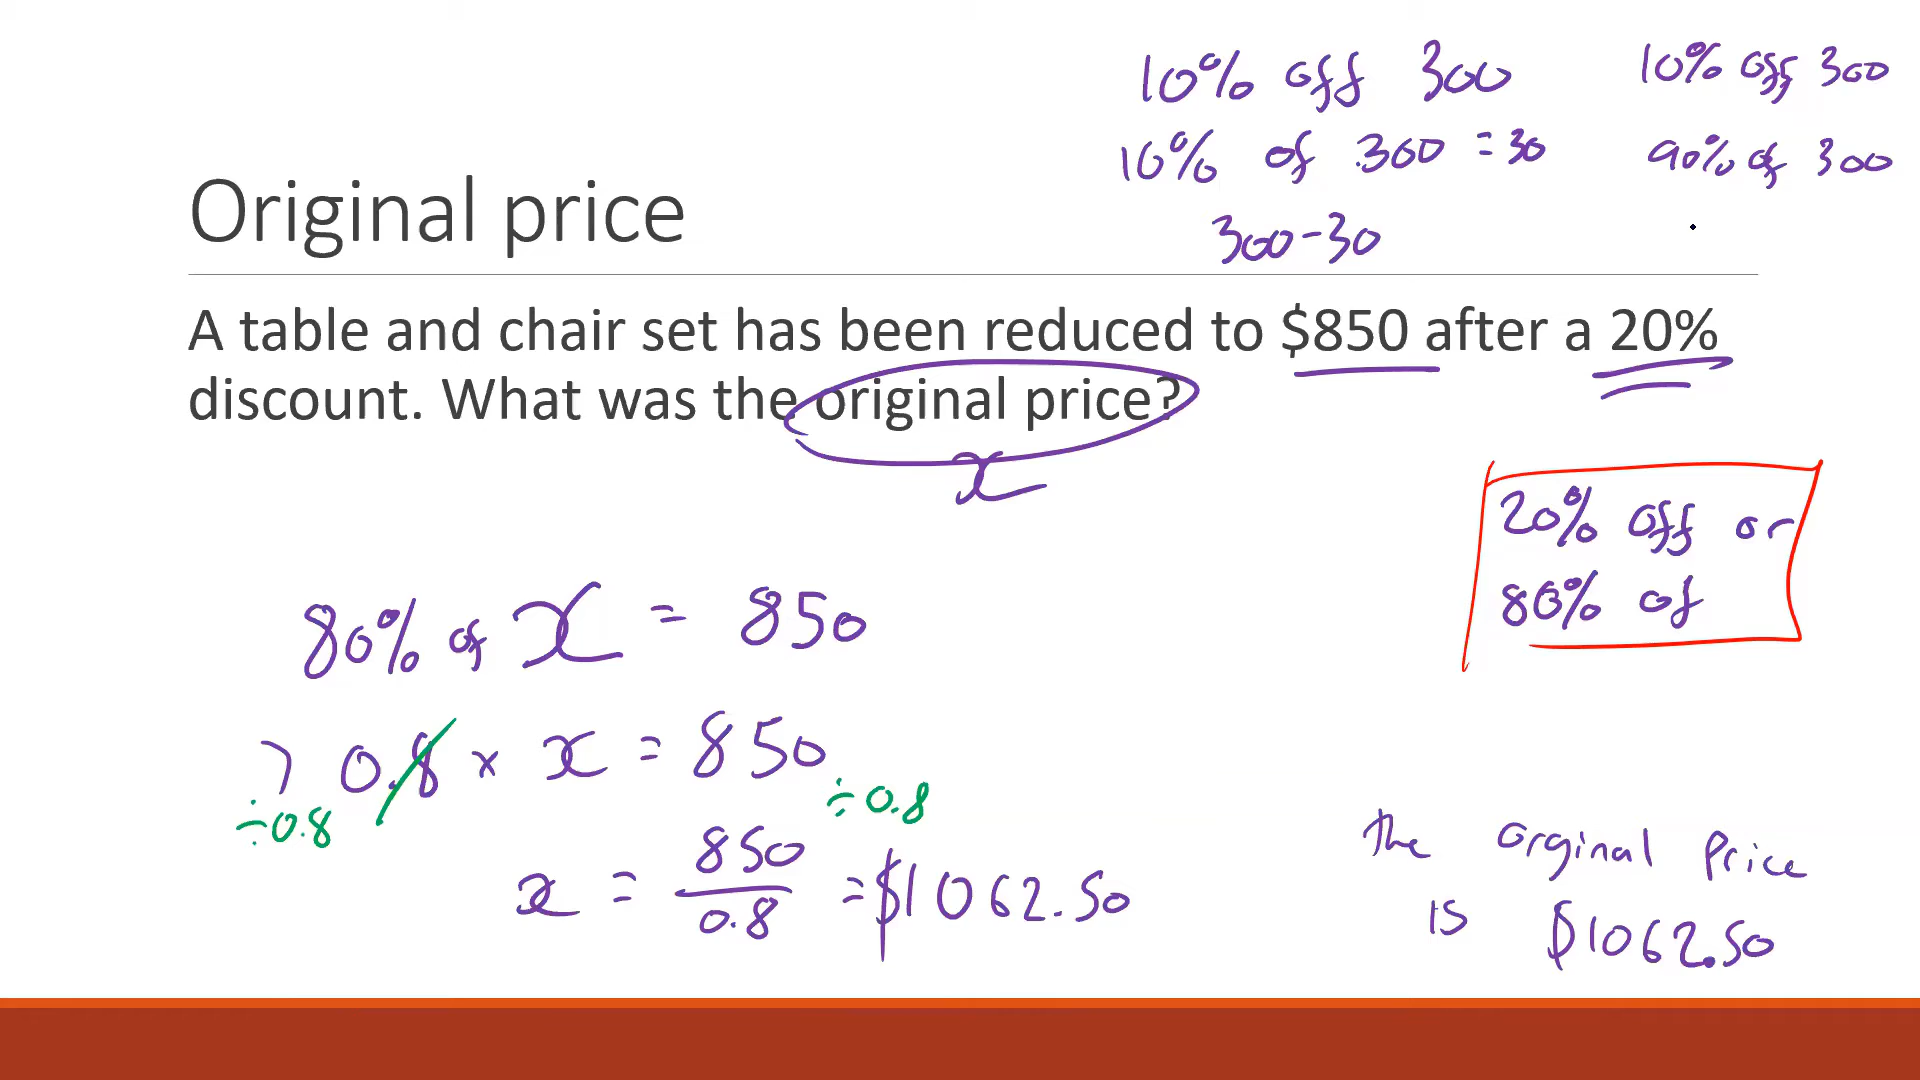 10% off 300
10% of 300 = 30
300-30
10% off 300
90% of 300
Original price
A table and chair set has been reduced to $850 after a 20%
discount. What was the original price?
x
20% off or
80% of
80% of x = 850
0.8 × x = 850
÷0.8
÷0.8
x = 850/0.8 = $1062.50
the orginal price
is $1062.50